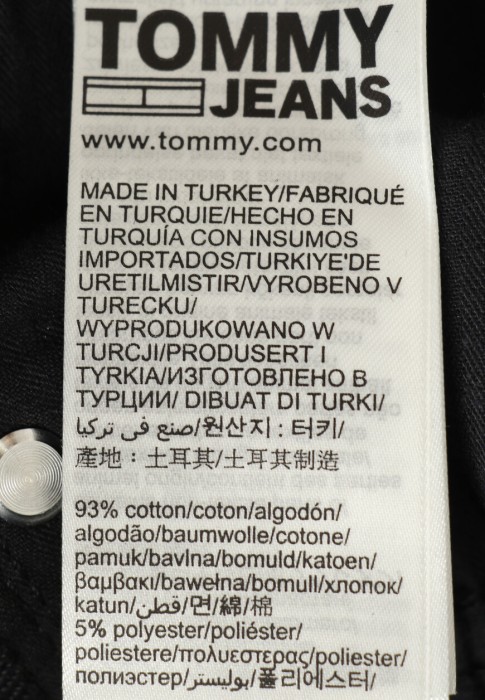 TOMMY
JEANS
www.tommy.com
MADE IN TURKEY/FABRIQUÉ
EN TURQUIE/HECHO EN
TURQUÍA CON INSUMOS
IMPORTADOS/TURKIYE'DE
URETILMISTIR/VYROBENO V
TURECKU/
WYPRODUKOWANO W
TURCJI/PRODUSERT I
TYRKIA/ИЗГОТОВЛЕНО В
ТУРЦИИ/ DIBUAT DI TURKI/
صنع فى تركيا/원산지 : 터키/
產地：土耳其/土耳其制造
93% cotton/coton/algodón/
algodão/baumwolle/cotone/
pamuk/bavlna/bomuld/katoen/
βαμβακι/bawełna/bomull/хлопок/
katun/قطن/면/綿/棉
5% polyester/poliéster/
poliestere/πολυεστερας/poliester/
полиэстер/بوليستر/폴리에스터/